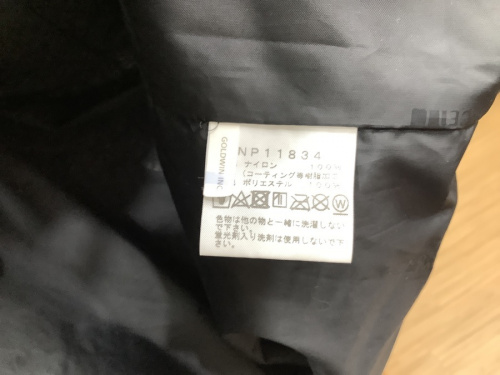 GOLDWIN INC.
NP11834
ナイロン 100%
(コーティング等樹脂加工
ポリエステル 100%
色物は他の物と一緒に洗濯しない
で下さい。
蛍光剤入り洗剤は使用しないで下
さい。